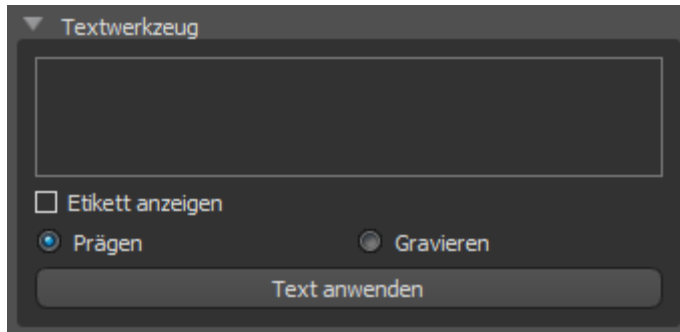 Textwerkzeug
Etikett anzeigen
Prägen Gravieren
Text anwenden